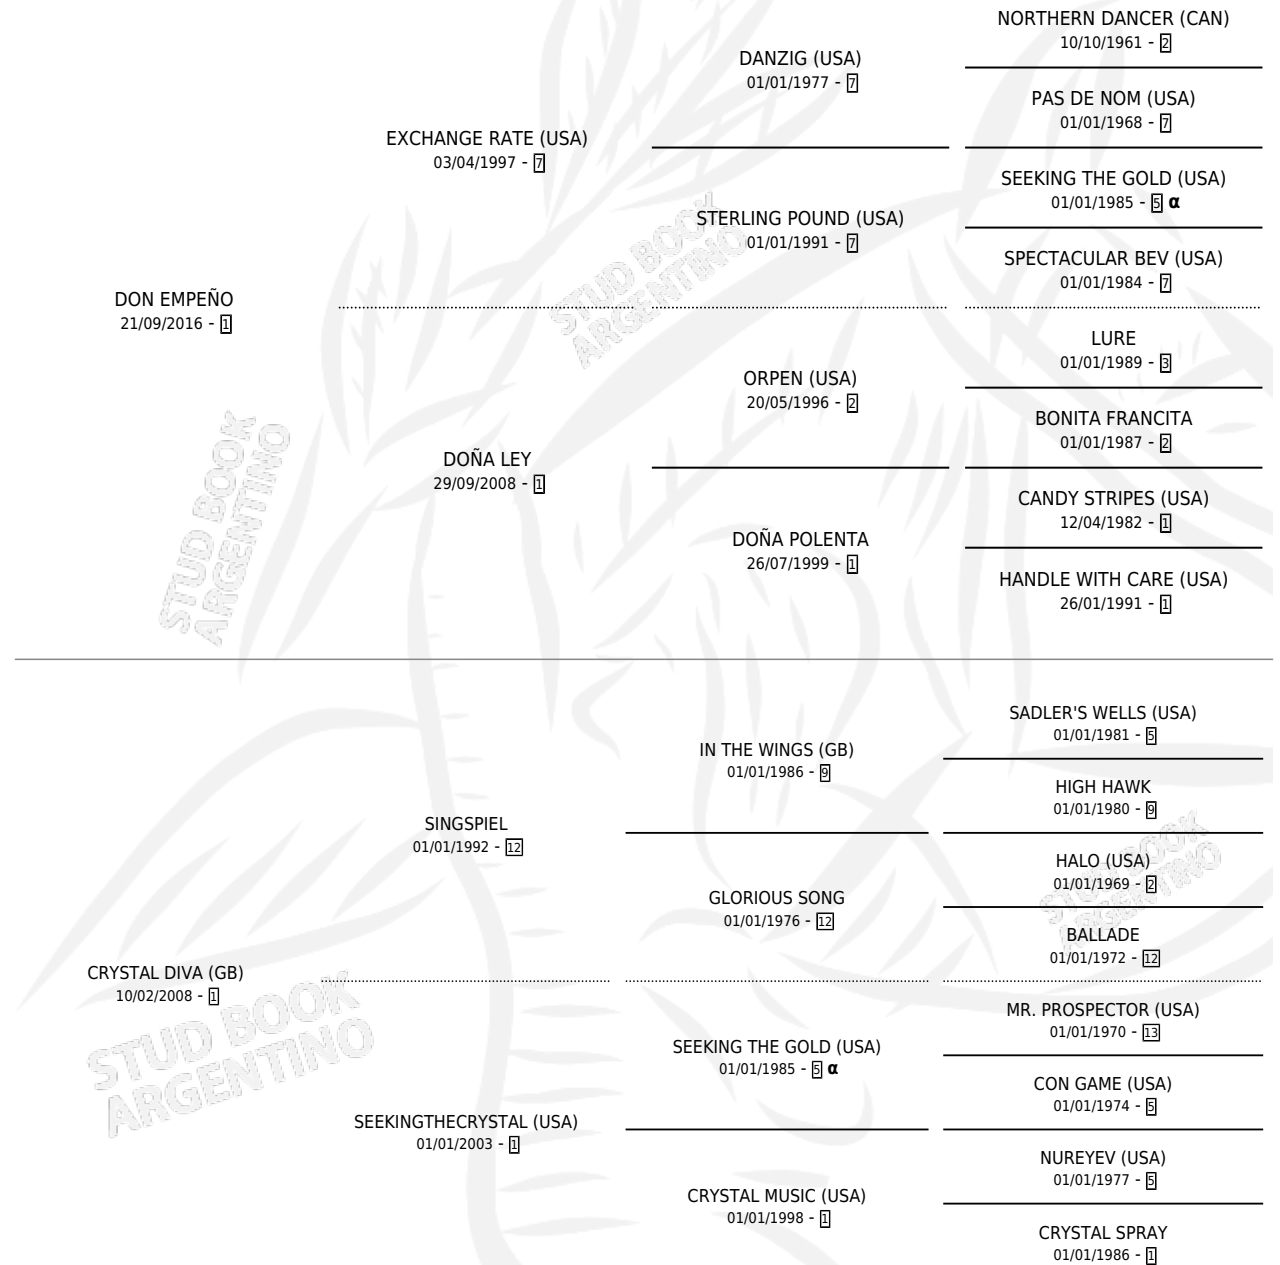 NORTHERN DANCER (CAN)
10/10/1961 - 2
DANZIG (USA)
01/01/1977 - 7
PAS DE NOM (USA)
01/01/1968 - 7
EXCHANGE RATE (USA)
03/04/1997 - 7
SEEKING THE GOLD (USA)
01/01/1985 - 5 α
STERLING POUND (USA)
01/01/1991 - 7
SPECTACULAR BEV (USA)
01/01/1984 - 7
DON EMPEÑO
21/09/2016 - 1
LURE
01/01/1989 - 3
ORPEN (USA)
20/05/1996 - 2
BONITA FRANCITA
01/01/1987 - 2
DOÑA LEY
29/09/2008 - 1
CANDY STRIPES (USA)
12/04/1982 - 1
DOÑA POLENTA
26/07/1999 - 1
HANDLE WITH CARE (USA)
26/01/1991 - 1
STUD BOOK
ARGENTINO
STUD BOOK
ARGENTINO
SADLER'S WELLS (USA)
01/01/1981 - 5
IN THE WINGS (GB)
01/01/1986 - 9
HIGH HAWK
01/01/1980 - 9
SINGSPIEL
01/01/1992 - 12
HALO (USA)
01/01/1969 - 2
GLORIOUS SONG
01/01/1976 - 12
BALLADE
01/01/1972 - 12
CRYSTAL DIVA (GB)
10/02/2008 - 1
MR. PROSPECTOR (USA)
01/01/1970 - 13
SEEKING THE GOLD (USA)
01/01/1985 - 5 α
CON GAME (USA)
01/01/1974 - 5
SEEKINGTHECRYSTAL (USA)
01/01/2003 - 1
NUREYEV (USA)
01/01/1977 - 5
CRYSTAL MUSIC (USA)
01/01/1998 - 1
CRYSTAL SPRAY
01/01/1986 - 1
STUD BOOK
ARGENTINO
STUD BOOK
ARGENTINO